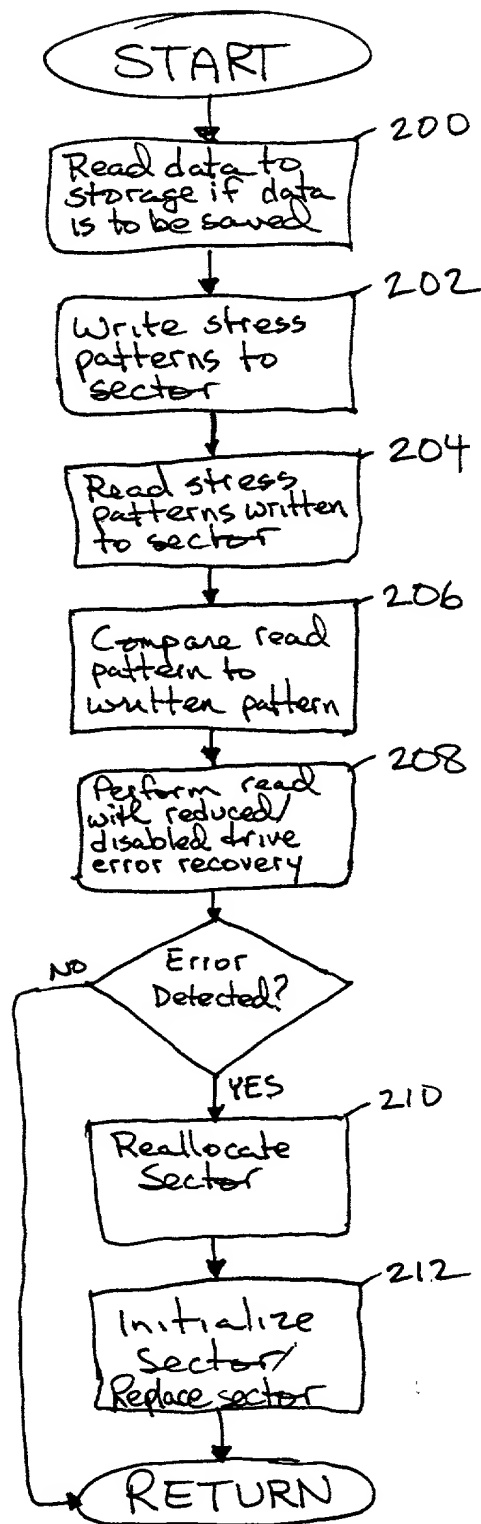 START
200
Read data to
storage if data
is to be saved
202
Write stress
patterns to
sector
204
Read stress
patterns written
to sector
206
Compare read
pattern to
written pattern
208
Perform read
with reduced/
disabled drive
error recovery
Error
Detected?
NO
YES
210
Reallocate
Sector
212
Initialize
Sector/
Replace sector
RETURN